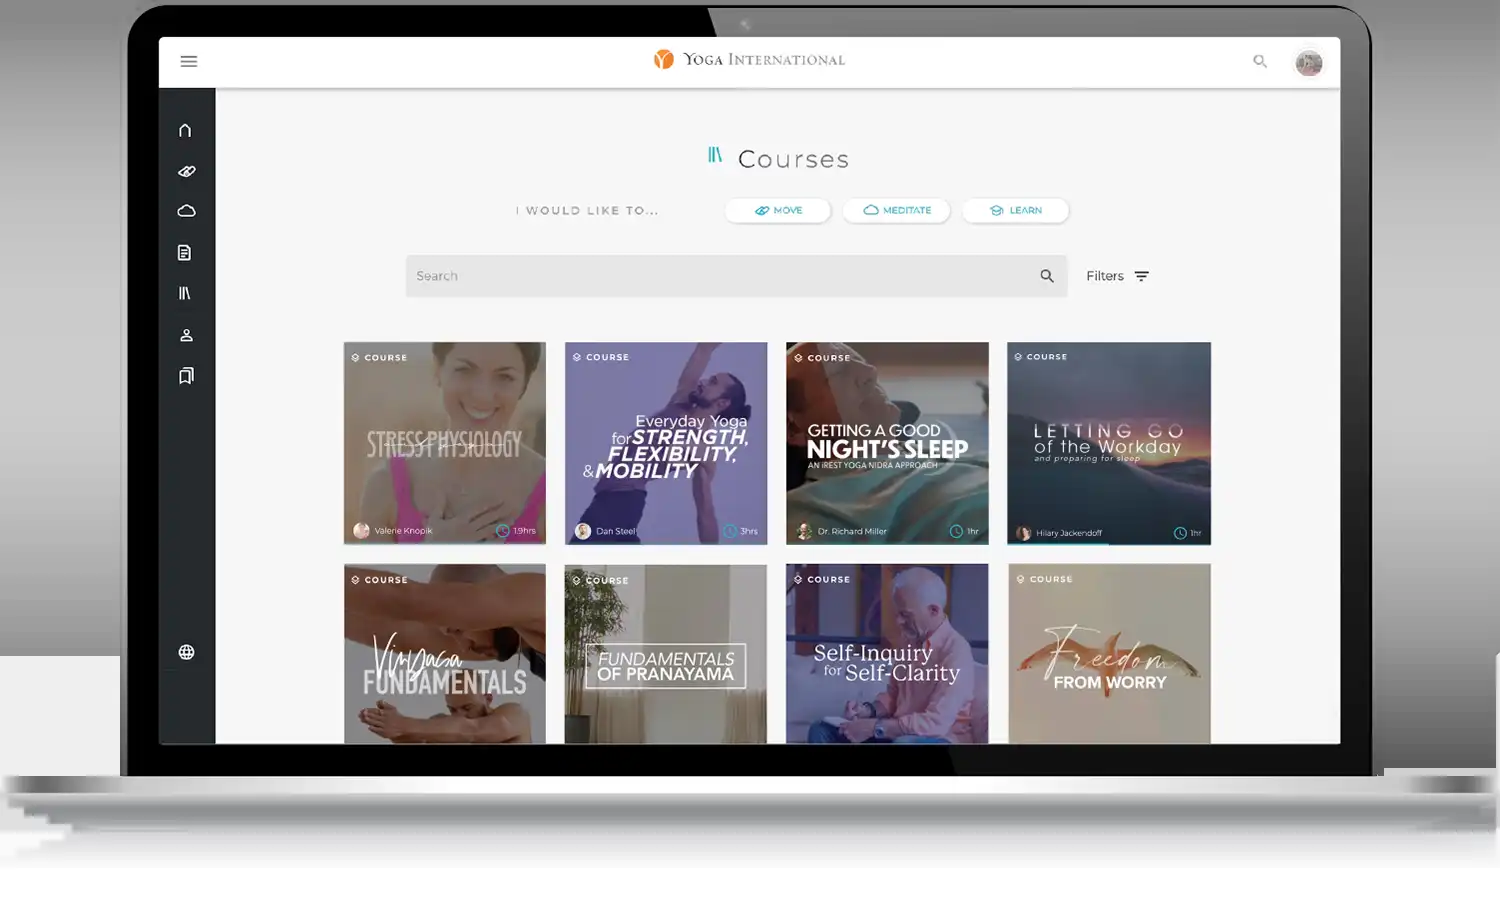 YOGA INTERNATIONAL
Courses
I WOULD LIKE TO...
MOVE
MEDITATE
LEARN
Search
Filters
COURSE
STRESS PHYSIOLOGY
Valerie Knopik
1.9hrs
COURSE
Everyday Yoga
for STRENGTH,
FLEXIBILITY,
& MOBILITY
Dan Steel
3hrs
COURSE
GETTING A GOOD
NIGHT'S SLEEP
AN iREST YOGA NIDRA APPROACH
Dr. Richard Miller
1hr
COURSE
LETTING GO
of the Workday
and preparing for sleep
Hilary Jackendoff
1hr
COURSE
Vinyasa
FUNDAMENTALS
COURSE
FUNDAMENTALS
OF PRANAYAMA
COURSE
Self-Inquiry
for Self-Clarity
COURSE
Freedom
FROM WORRY